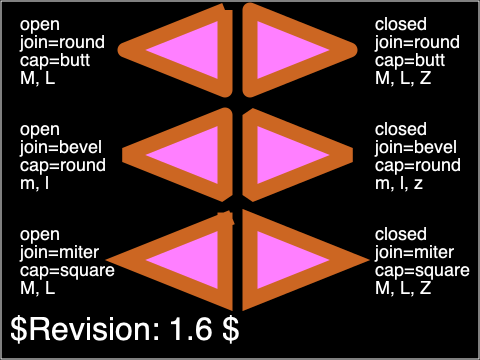 open
join=round
cap=butt
M, L
closed
join=round
cap=butt
M, L, Z
open
join=bevel
cap=round
m, l
closed
join=bevel
cap=round
m, l, z
open
join=miter
cap=square
M, L
closed
join=miter
cap=square
M, L, Z
$Revision: 1.6 $